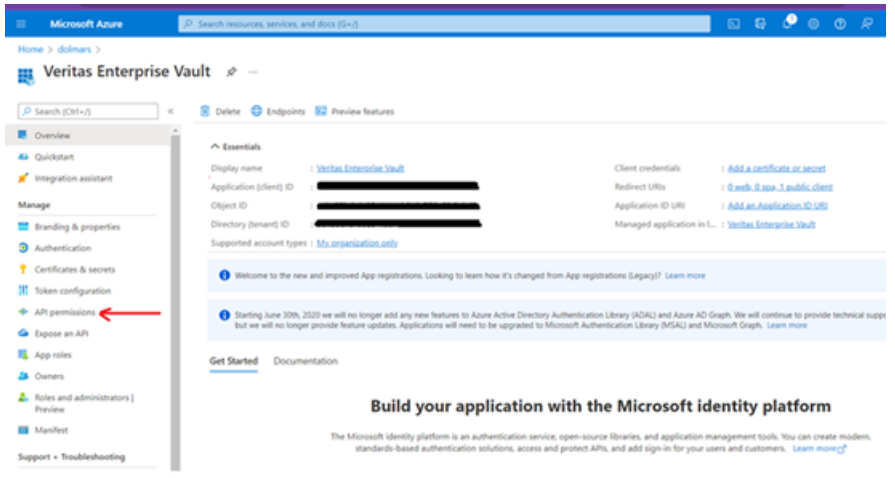 Microsoft Azure
Search resources, services, and docs (G+/)
Home > dolmars >
Veritas Enterprise Vault
Search (Ctrl+/)
Delete
Endpoints
Preview features
Overview
Quickstart
Integration assistant
Manage
Branding & properties
Authentication
Certificates & secrets
Token configuration
API permissions
Expose an API
App roles
Owners
Roles and administrators |
Preview
Manifest
Support + Troubleshooting
Essentials
Display name : Veritas Enterprise Vault
Application (client) ID :
Object ID :
Directory (tenant) ID :
Supported account types : My organization only
Client credentials : Add a certificate or secret
Redirect URIs : 0 web, 0 spa, 1 public client
Application ID URI : Add an Application ID URI
Managed application in l... : Veritas Enterprise Vault
Welcome to the new and improved App registrations. Looking to learn how it's changed from App registrations (Legacy)? Learn more
Starting June 30th, 2020 we will no longer add any new features to Azure Active Directory Authentication Library (ADAL) and Azure AD Graph. We will continue to provide technical suppo
but we will no longer provide feature updates. Applications will need to be upgraded to Microsoft Authentication Library (MSAL) and Microsoft Graph. Learn more
Get Started
Documentation
Build your application with the Microsoft identity platform
The Microsoft identity platform is an authentication service, open-source libraries, and application management tools. You can create modern,
standards-based authentication solutions, access and protect APIs, and add sign-in for your users and customers. Learn more